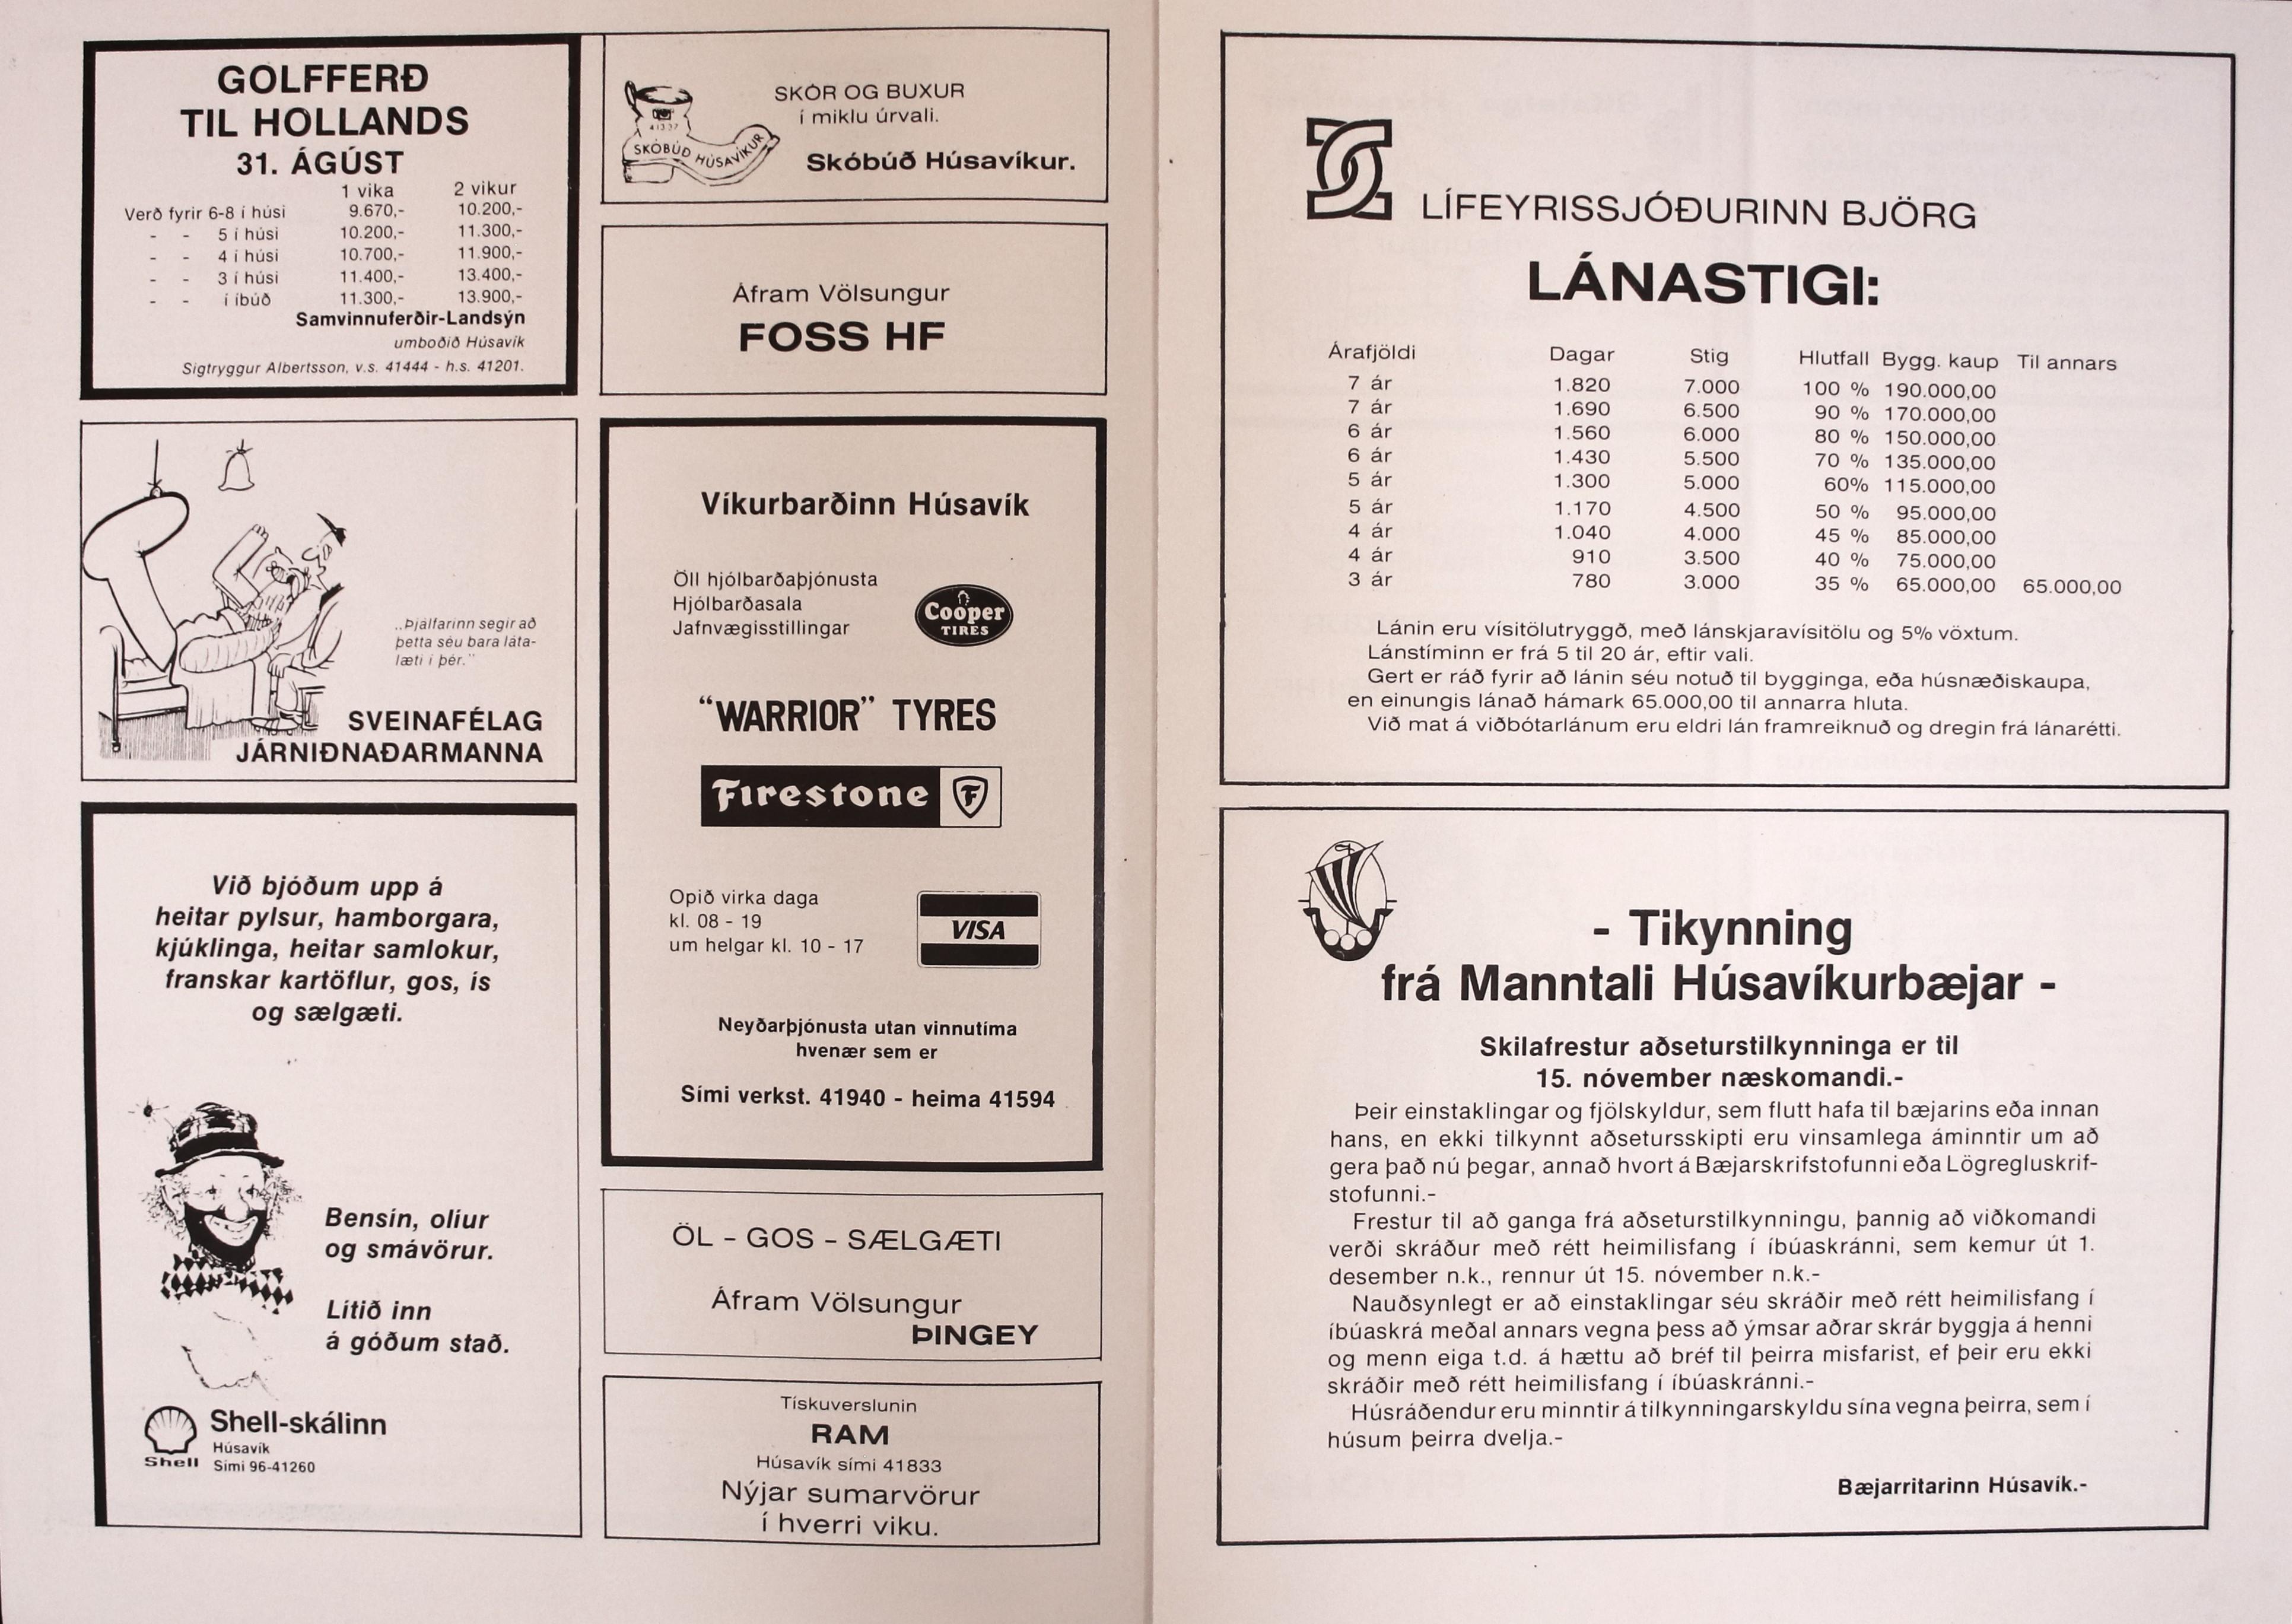 GOLFFERÐ
TIL HOLLANDS
31. ÁGÚST
1 vika 2 vikur
Verð fyrir 6-8 í húsi 9.670,- 10.200,-
- - 5 í húsi 10.200,- 11.300,-
- - 4 í húsi 10.700,- 11.900,-
- - 3 í húsi 11.400,- 13.400,-
- - í íbúð 11.300,- 13.900,-
Samvinnuferðir-Landsýn
umboðið Húsavík
Sigtryggur Albertsson, v.s. 41444 - h.s. 41201.
„Þjálfarinn segir að
þetta séu bara láta-
læti í þér."
SVEINAFÉLAG
JÁRNIÐNAÐARMANNA
Við bjóðum upp á
heitar pylsur, hamborgara,
kjúklinga, heitar samlokur,
franskar kartöflur, gos, ís
og sælgæti.
Bensín, olíur
og smávörur.
Lítið inn
á góðum stað.
Shell-skálinn
Húsavík
Shell Sími 96-41260
SKÓR OG BUXUR
í miklu úrvali.
41337
SKÓBÚÐ HÚSAVÍKUR
Skóbúð Húsavíkur.
Áfram Völsungur
FOSS HF
Víkurbarðinn Húsavík
Öll hjólbarðaþjónusta
Hjólbarðasala
Jafnvægisstillingar
Cooper
TIRES
“WARRIOR” TYRES
Firestone F
Opið virka daga
kl. 08 - 19
um helgar kl. 10 - 17
VISA
Neyðarþjónusta utan vinnutíma
hvenær sem er
Sími verkst. 41940 - heima 41594
ÖL – GOS – SÆLGÆTI
Áfram Völsungur
ÞINGEY
Tískuverslunin
RAM
Húsavík sími 41833
Nýjar sumarvörur
í hverri viku.
LÍFEYRISSJÓÐURINN BJÖRG
LÁNASTIGI:
Árafjöldi Dagar Stig Hlutfall Bygg. kaup Til annars
7 ár 1.820 7.000 100 % 190.000,00
7 ár 1.690 6.500 90 % 170.000,00
6 ár 1.560 6.000 80 % 150.000,00
6 ár 1.430 5.500 70 % 135.000,00
5 ár 1.300 5.000 60% 115.000,00
5 ár 1.170 4.500 50 % 95.000,00
4 ár 1.040 4.000 45 % 85.000,00
4 ár 910 3.500 40 % 75.000,00
3 ár 780 3.000 35 % 65.000,00 65.000,00
Lánin eru vísitölutryggð, með lánskjaravísitölu og 5% vöxtum.
Lánstíminn er frá 5 til 20 ár, eftir vali.
Gert er ráð fyrir að lánin séu notuð til bygginga, eða húsnæðiskaupa,
en einungis lánað hámark 65.000,00 til annarra hluta.
Við mat á viðbótarlánum eru eldri lán framreiknuð og dregin frá lánarétti.
- Tikynning
frá Manntali Húsavíkurbæjar -
Skilafrestur aðseturstilkynninga er til
15. nóvember næskomandi.-
Þeir einstaklingar og fjölskyldur, sem flutt hafa til bæjarins eða innan
hans, en ekki tilkynnt aðsetursskipti eru vinsamlega áminntir um að
gera það nú þegar, annað hvort á Bæjarskrifstofunni eða Lögregluskrif-
stofunni.-
Frestur til að ganga frá aðseturstilkynningu, þannig að viðkomandi
verði skráður með rétt heimilisfang í íbúaskránni, sem kemur út 1.
desember n.k., rennur út 15. nóvember n.k.-
Nauðsynlegt er að einstaklingar séu skráðir með rétt heimilisfang í
íbúaskrá meðal annars vegna þess að ýmsar aðrar skrár byggja á henni
og menn eiga t.d. á hættu að bréf til þeirra misfarist, ef þeir eru ekki
skráðir með rétt heimilisfang í íbúaskránni.-
Húsráðendur eru minntir á tilkynningarskyldu sína vegna þeirra, sem í
húsum þeirra dvelja.-
Bæjarritarinn Húsavík.-